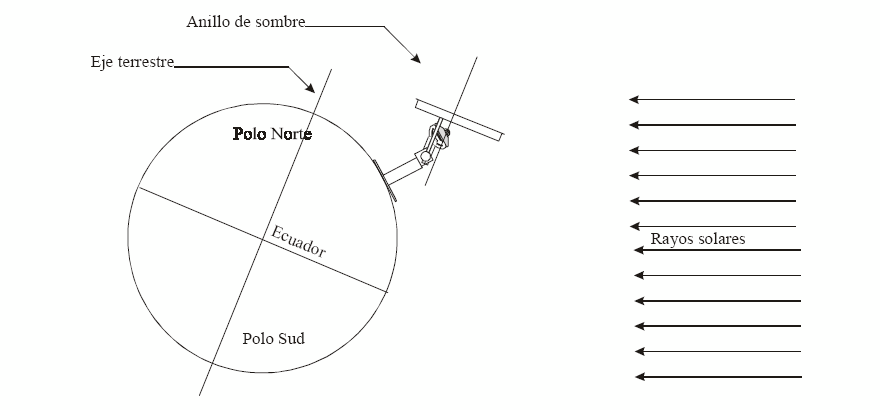 Anillo de sombre
Eje terrestre
Polo Norte
Ecuador
Rayos solares
Polo Sud